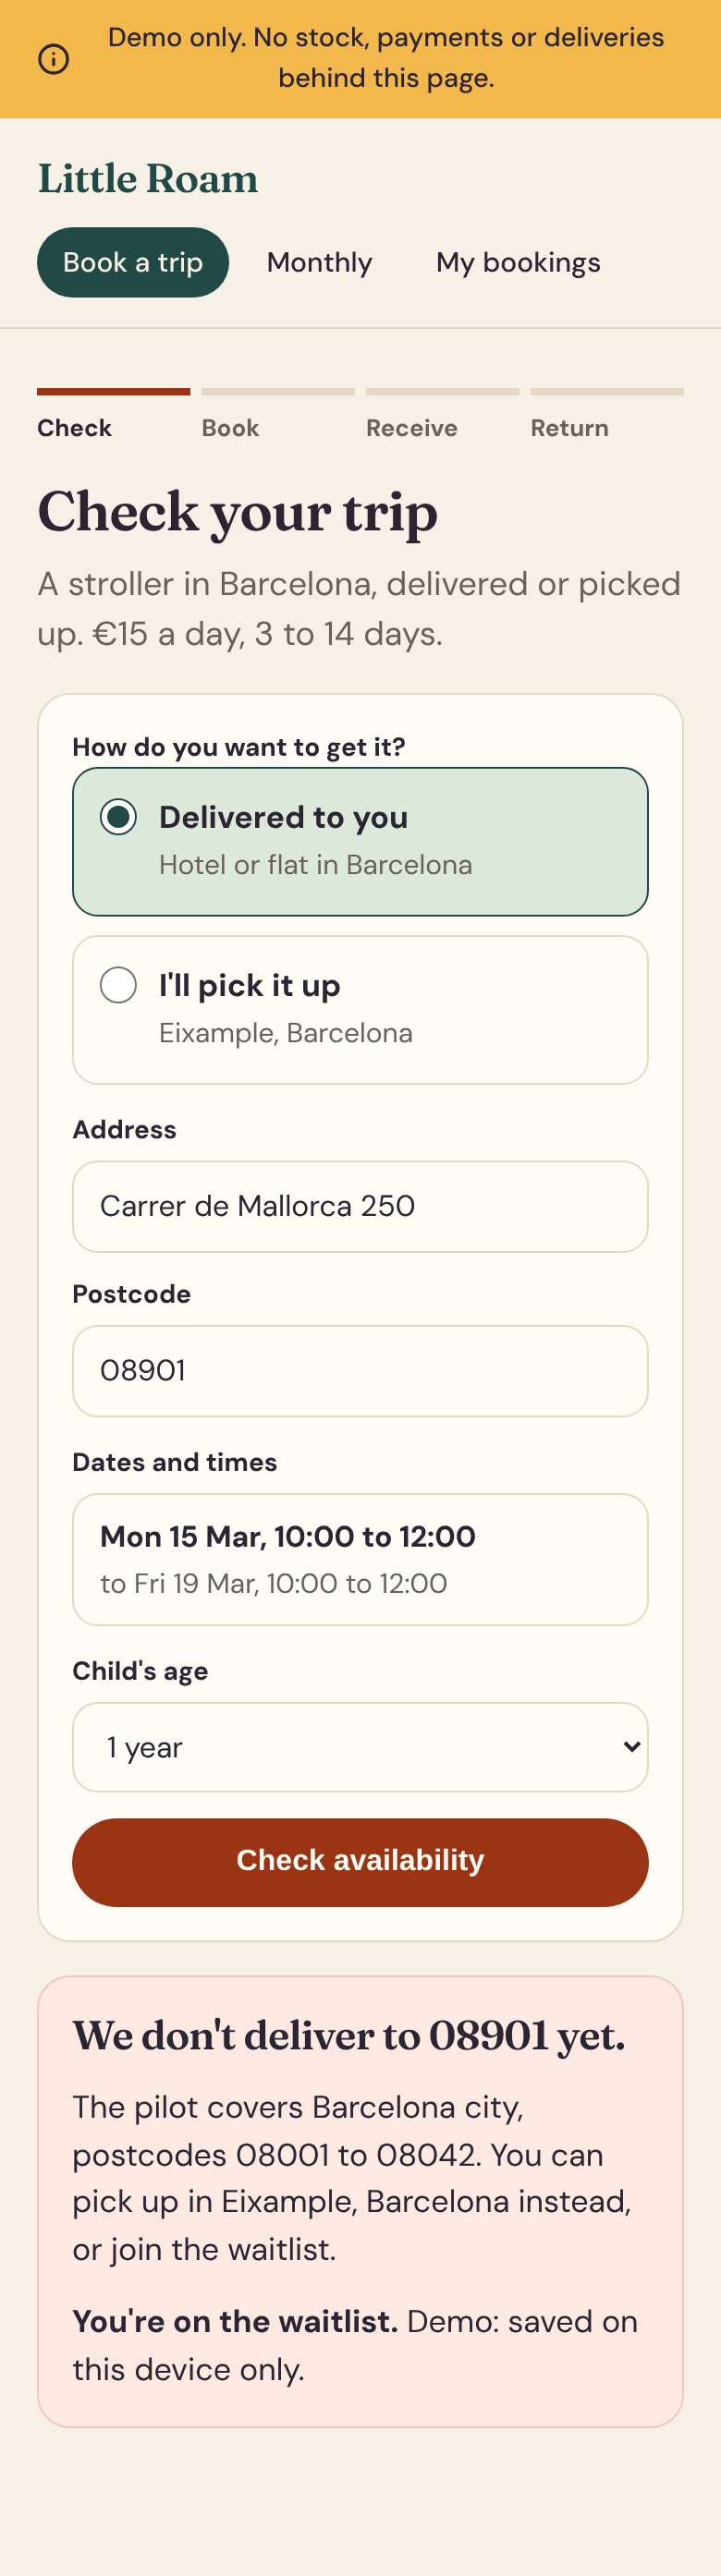 Demo only. No stock, payments or deliveries
behind this page.
Little Roam
Book a trip
Monthly
My bookings
Check
Book
Receive
Return
Check your trip
A stroller in Barcelona, delivered or picked
up. €15 a day, 3 to 14 days.
How do you want to get it?
Delivered to you
Hotel or flat in Barcelona
I'll pick it up
Eixample, Barcelona
Address
Carrer de Mallorca 250
Postcode
08901
Dates and times
Mon 15 Mar, 10:00 to 12:00
to Fri 19 Mar, 10:00 to 12:00
Child's age
1 year
Check availability
We don't deliver to 08901 yet.
The pilot covers Barcelona city,
postcodes 08001 to 08042. You can
pick up in Eixample, Barcelona instead,
or join the waitlist.
You're on the waitlist. Demo: saved on
this device only.